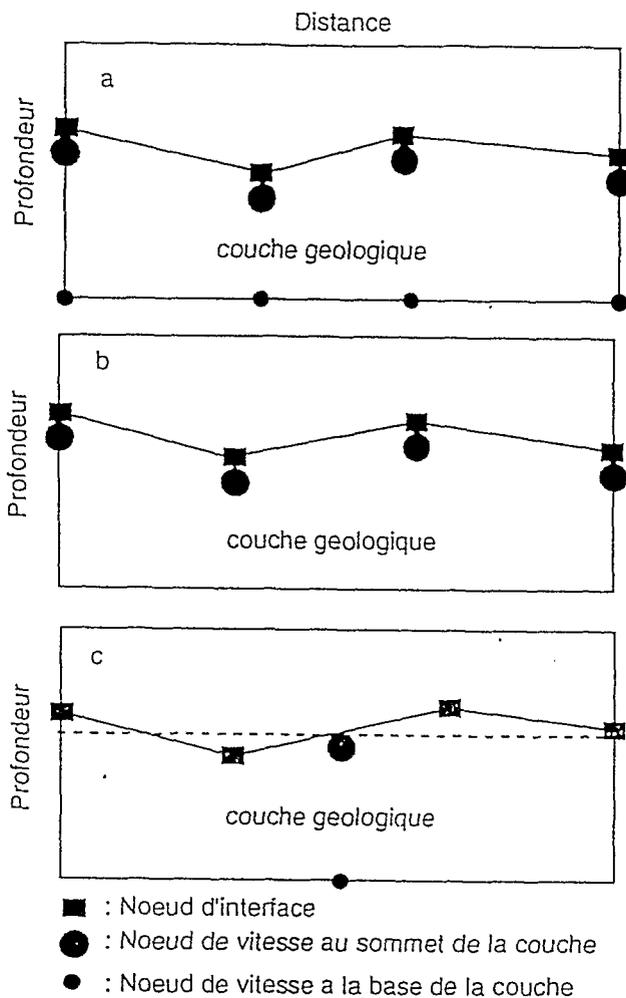 Distance
a
Profondeur
couche geologique
b
Profondeur
couche geologique
c
Profondeur
couche geologique
: Noeud d'interface
: Noeud de vitesse au sommet de la couche
: Noeud de vitesse a la base de la couche